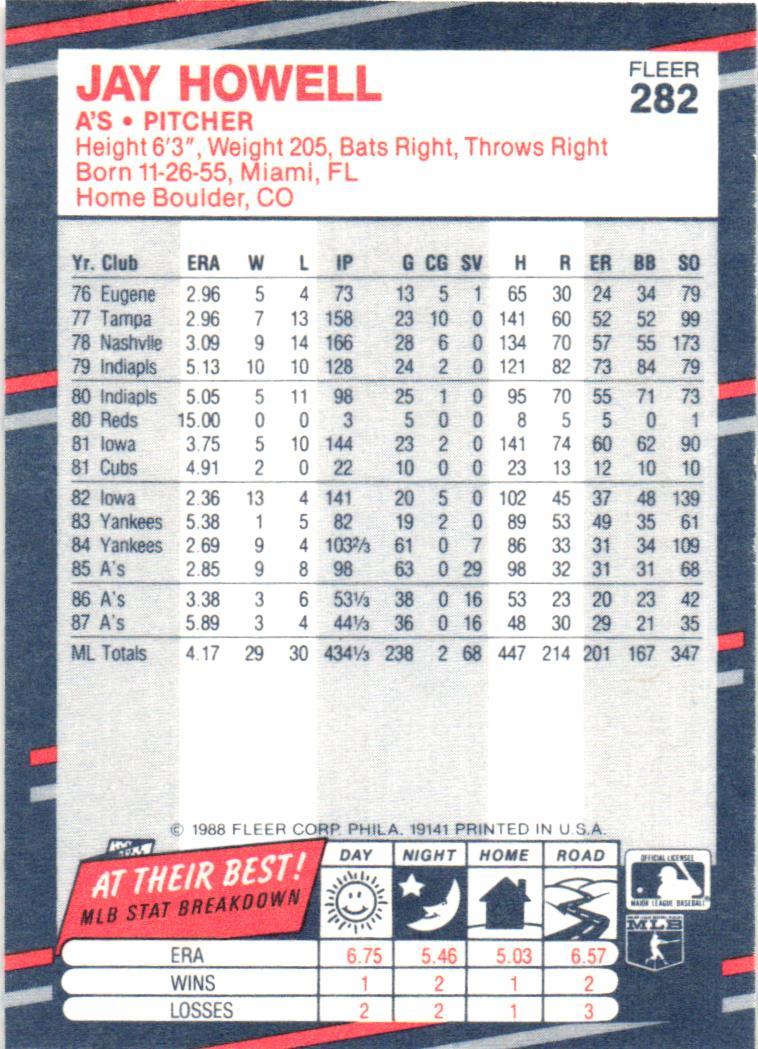 JAY HOWELL
FLEER
282
A'S • PITCHER
Height 6'3", Weight 205, Bats Right, Throws Right
Born 11-26-55, Miami, FL
Home Boulder, CO
Yr. Club ERA W L IP G CG SV H R ER BB SO
76 Eugene 2.96 5 4 73 13 5 1 65 30 24 34 79
77 Tampa 2.96 7 13 158 23 10 0 141 60 52 52 99
78 Nashvlle 3.09 9 14 166 28 6 0 134 70 57 55 173
79 Indiapls 5.13 10 10 128 24 2 0 121 82 73 84 79
80 Indiapls 5.05 5 11 98 25 1 0 95 70 55 71 73
80 Reds 15.00 0 0 3 5 0 0 8 5 5 0 1
81 Iowa 3.75 5 10 144 23 2 0 141 74 60 62 90
81 Cubs 4.91 2 0 22 10 0 0 23 13 12 10 10
82 Iowa 2.36 13 4 141 20 5 0 102 45 37 48 139
83 Yankees 5.38 1 5 82 19 2 0 89 53 49 35 61
84 Yankees 2.69 9 4 103⅔ 61 0 7 86 33 31 34 109
85 A's 2.85 9 8 98 63 0 29 98 32 31 31 68
86 A's 3.38 3 6 53⅓ 38 0 16 53 23 20 23 42
87 A's 5.89 3 4 44⅓ 36 0 16 48 30 29 21 35
ML Totals 4.17 29 30 434⅓ 238 2 68 447 214 201 167 347
© 1988 FLEER CORP. PHILA. 19141 PRINTED IN U.S.A.
AT THEIR BEST!
MLB STAT BREAKDOWN
DAY NIGHT HOME ROAD
OFFICIAL LICENSEE
MAJOR LEAGUE BASEBALL
MLB
ERA 6.75 5.46 5.03 6.57
WINS 1 2 1 2
LOSSES 2 2 1 3